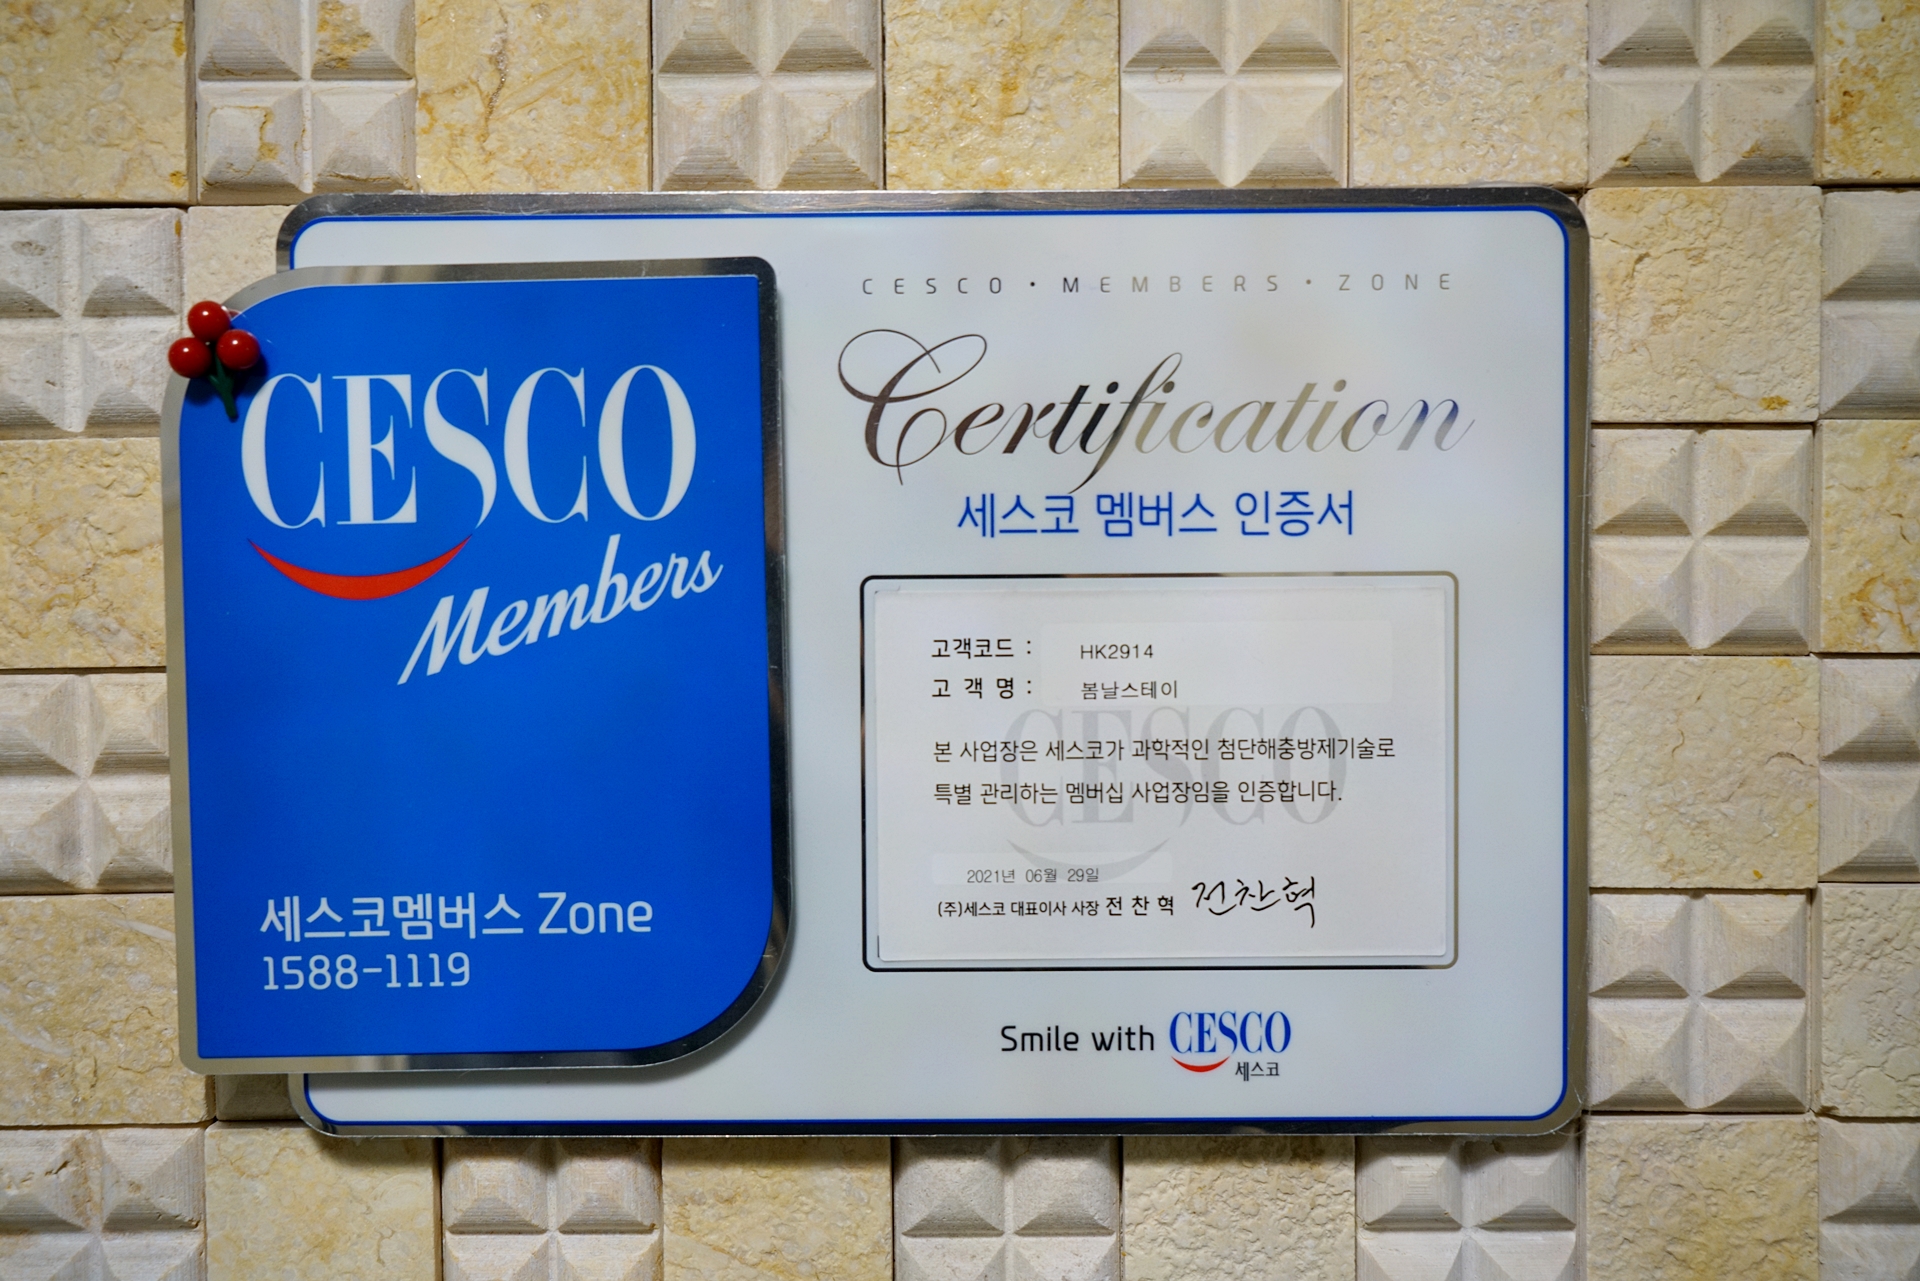 CESCO
Members
세스코멤버스 Zone
1588-1119
CESCO • MEMBERS • ZONE
Certification
세스코 멤버스 인증서
고객코드 : HK2914
고 객 명 : 봄날스테이
CESCO
본 사업장은 세스코가 과학적인 첨단해충방제기술로
특별 관리하는 멤버십 사업장임을 인증합니다.
2021년 06월 29일
(주)세스코 대표이사 사장 전 찬 혁 전찬혁
Smile with CESCO
세스코